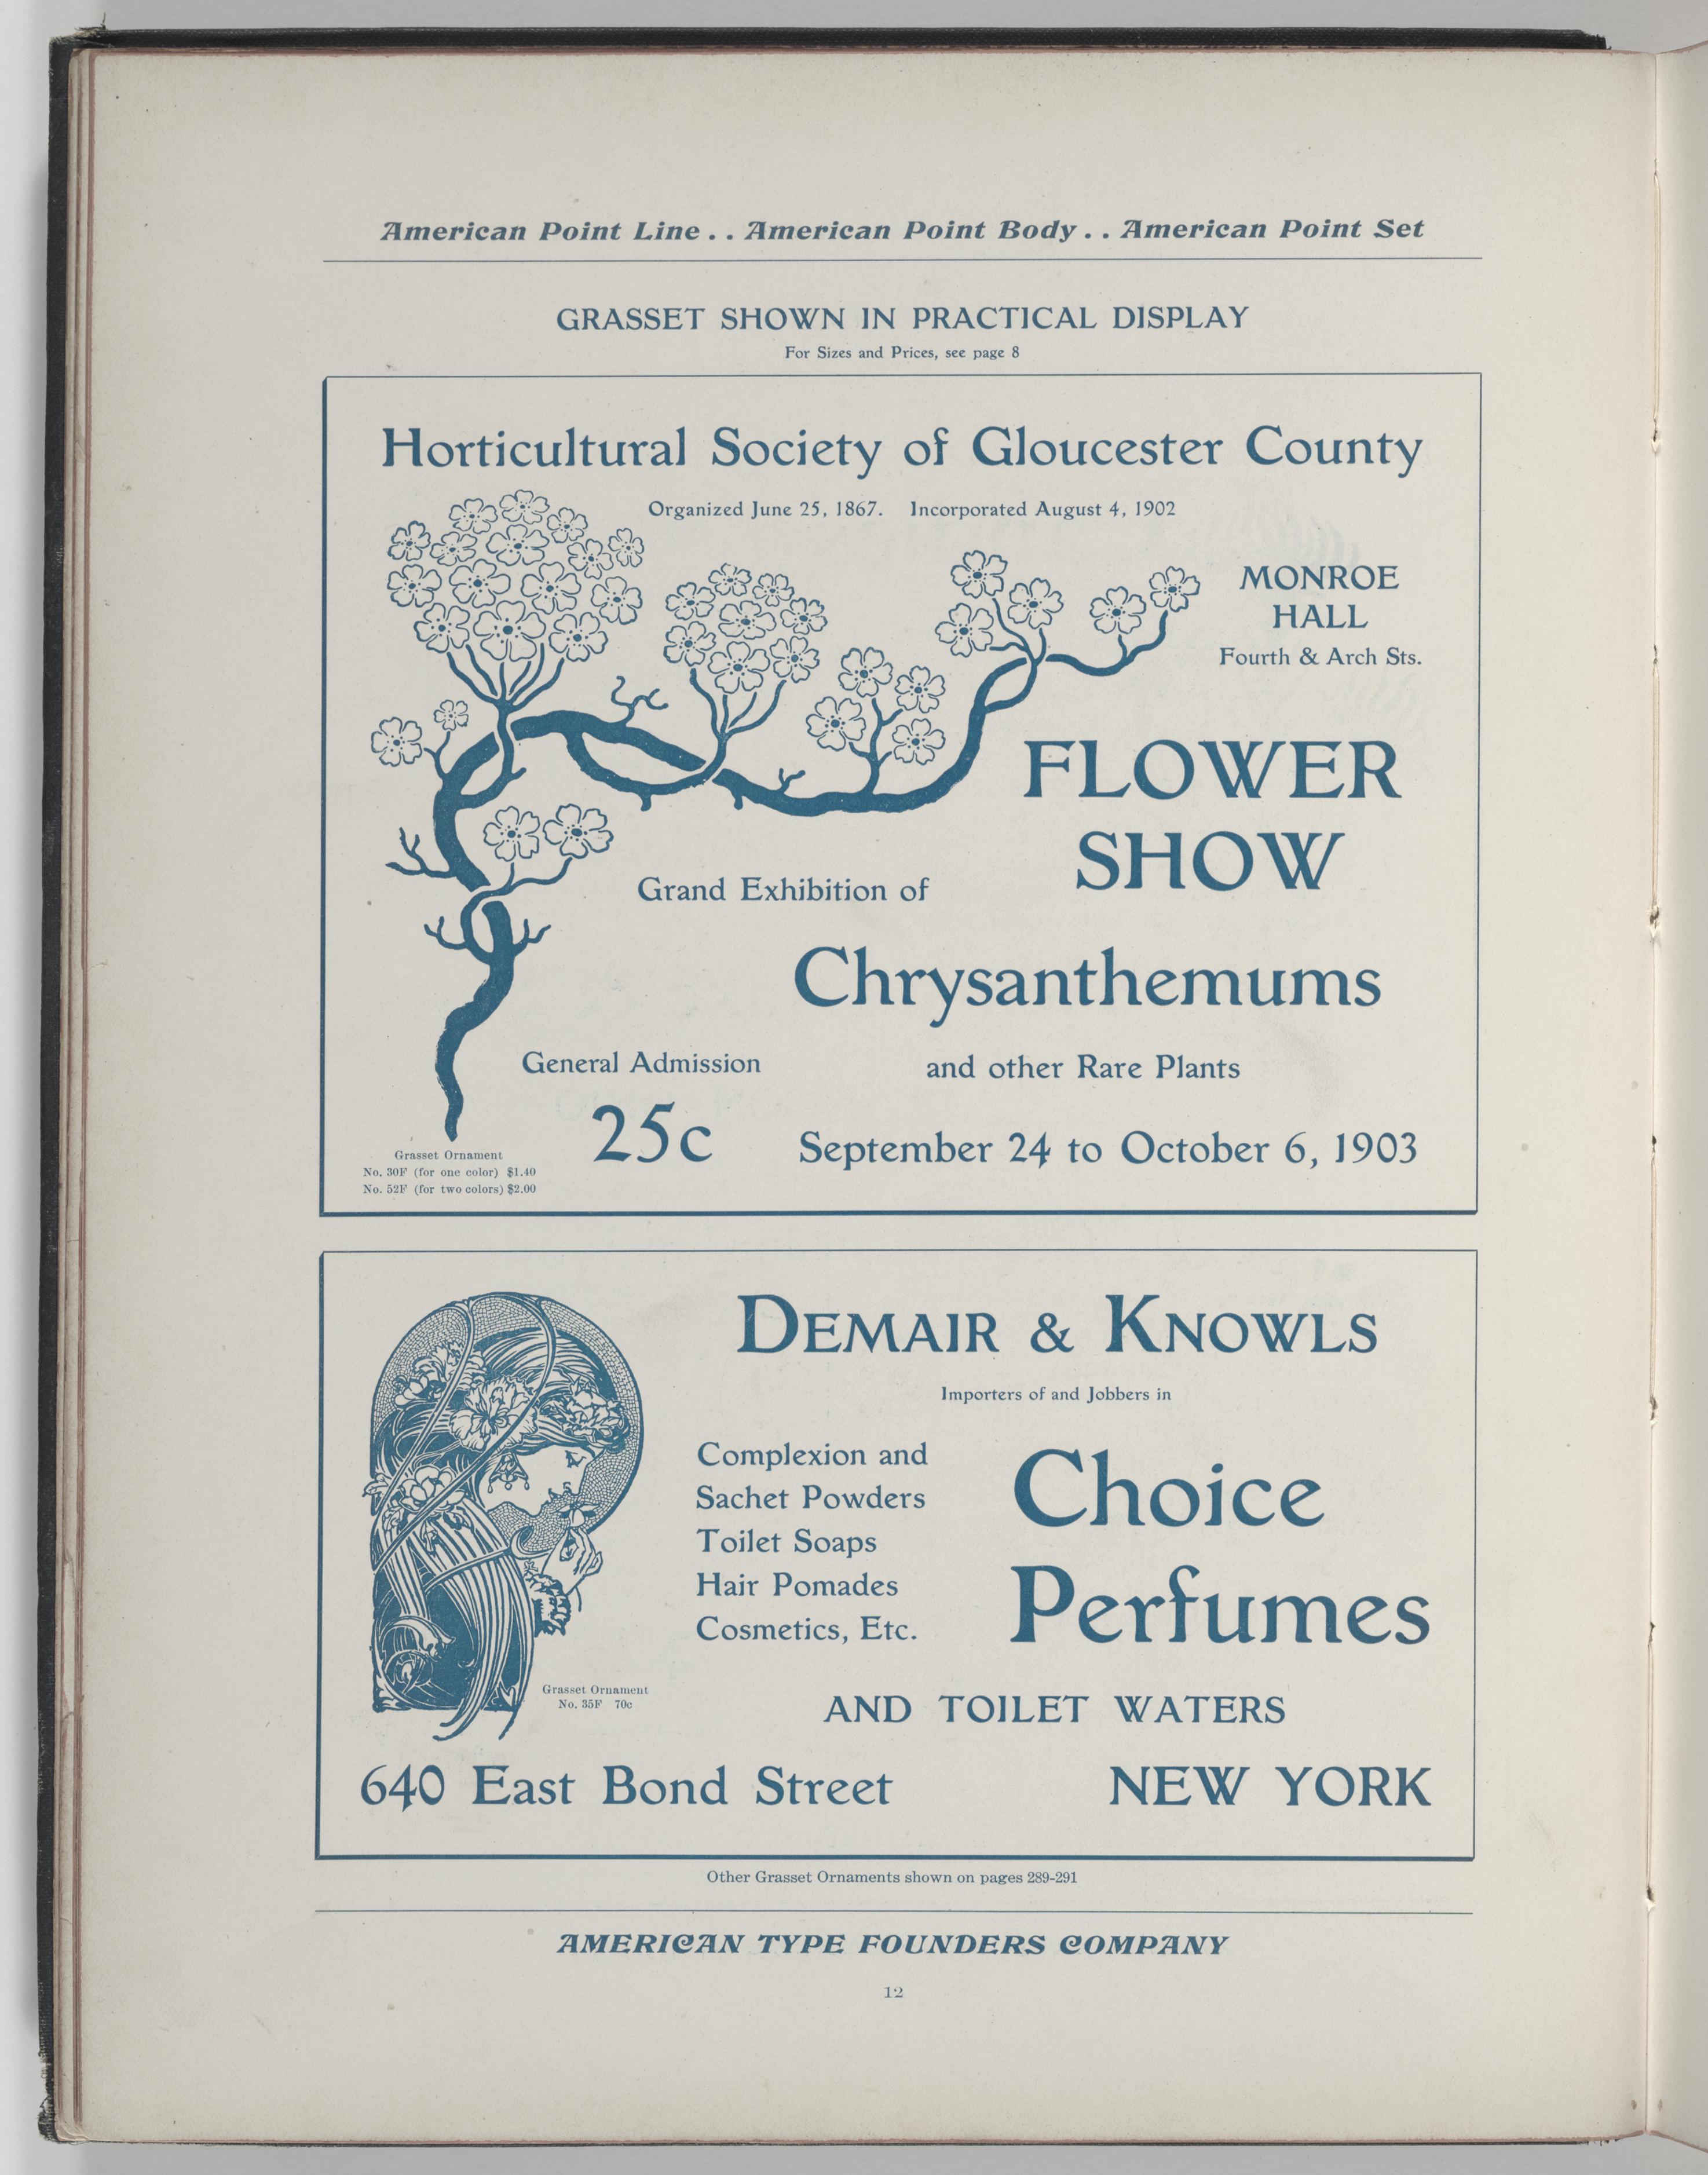 American Point Line . . American Point Body . . American Point Set
GRASSET SHOWN IN PRACTICAL DISPLAY
For Sizes and Prices, see page 8
Horticultural Society of Gloucester County
Organized June 25, 1867. Incorporated August 4, 1902
MONROE
HALL
Fourth & Arch Sts.
FLOWER
SHOW
Grand Exhibition of
Chrysanthemums
and other Rare Plants
General Admission
25c
September 24 to October 6, 1903
Grasset Ornament
No. 30F (for one color) $1.40
No. 52F (for two colors) $2.00
DEMAIR & KNOWLS
Importers of and Jobbers in
Complexion and
Sachet Powders
Toilet Soaps
Hair Pomades
Cosmetics, Etc.
Choice
Perfumes
AND TOILET WATERS
Grasset Ornament
No. 35F 70c
640 East Bond Street NEW YORK
Other Grasset Ornaments shown on pages 289-291
AMERICAN TYPE FOUNDERS COMPANY
12